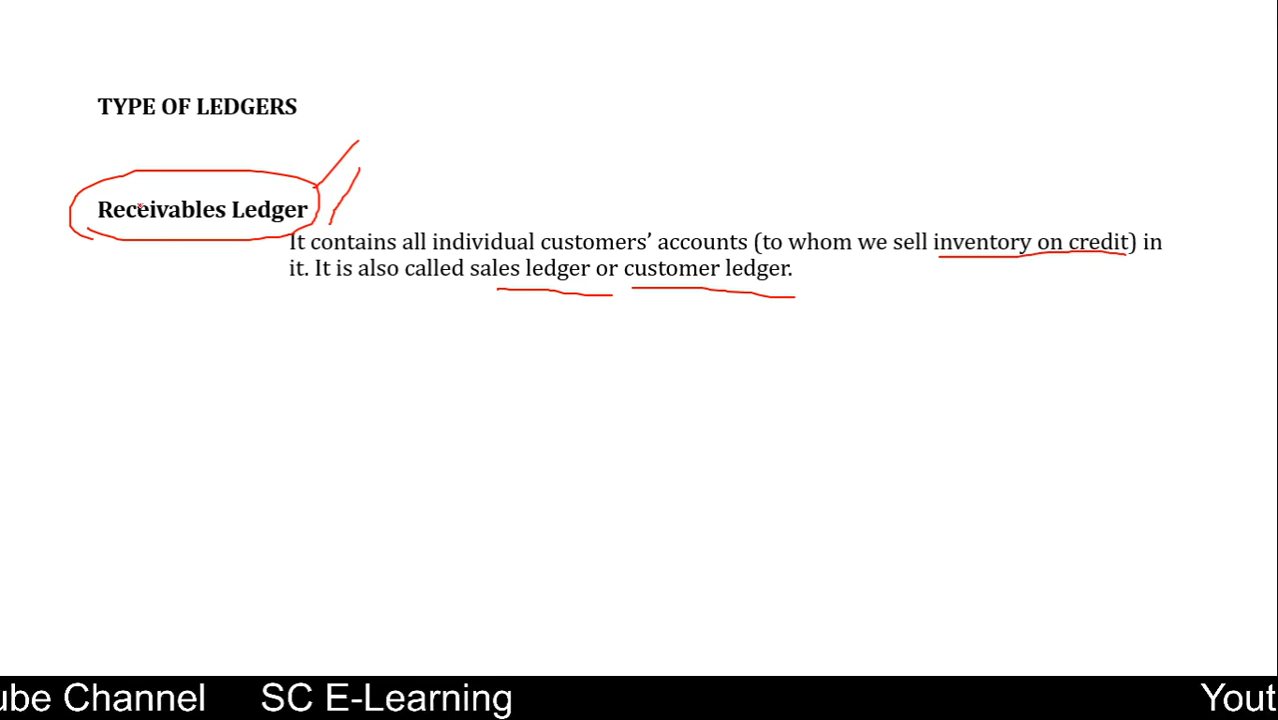 TYPE OF LEDGERS
Receivables Ledger
It contains all individual customers’ accounts (to whom we sell inventory on credit) in
it. It is also called sales ledger or customer ledger.
ube Channel SC E-Learning Yout